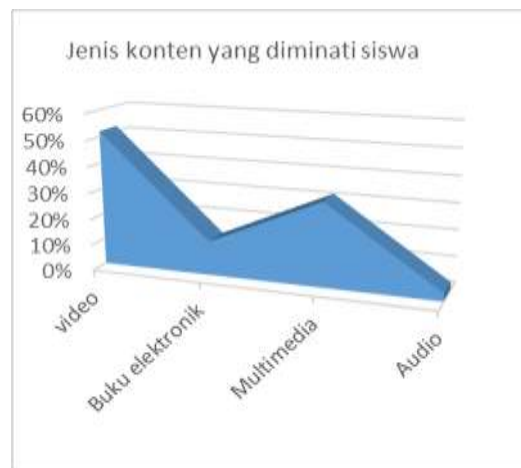 Jenis konten yang diminati siswa
60%
50%
40%
30%
20%
10%
0%
video
Buku elektronik
Multimedia
Audio